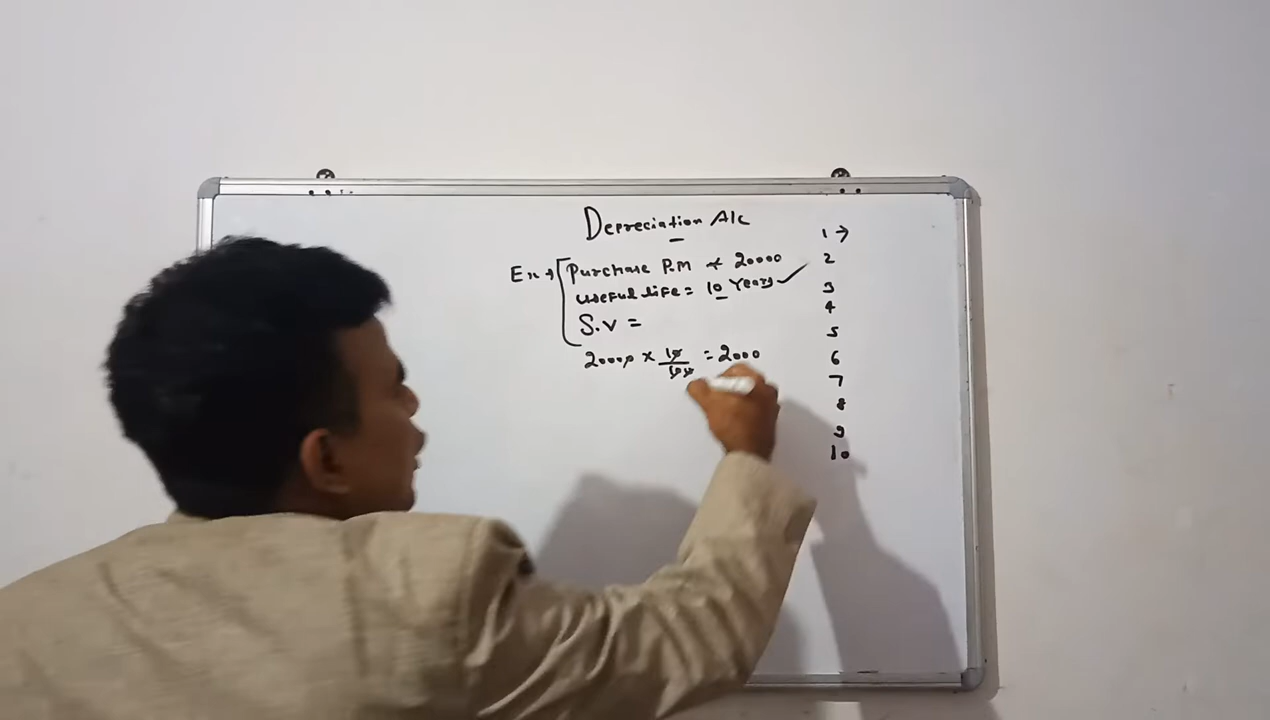 Depreciation A/c
Ex → Purchase P.M → 20000
Useful life = 10 Years ✓
S.V =
20000 × 10/100 = 2000
1 →
2
3
4
5
6
7
8
9
10